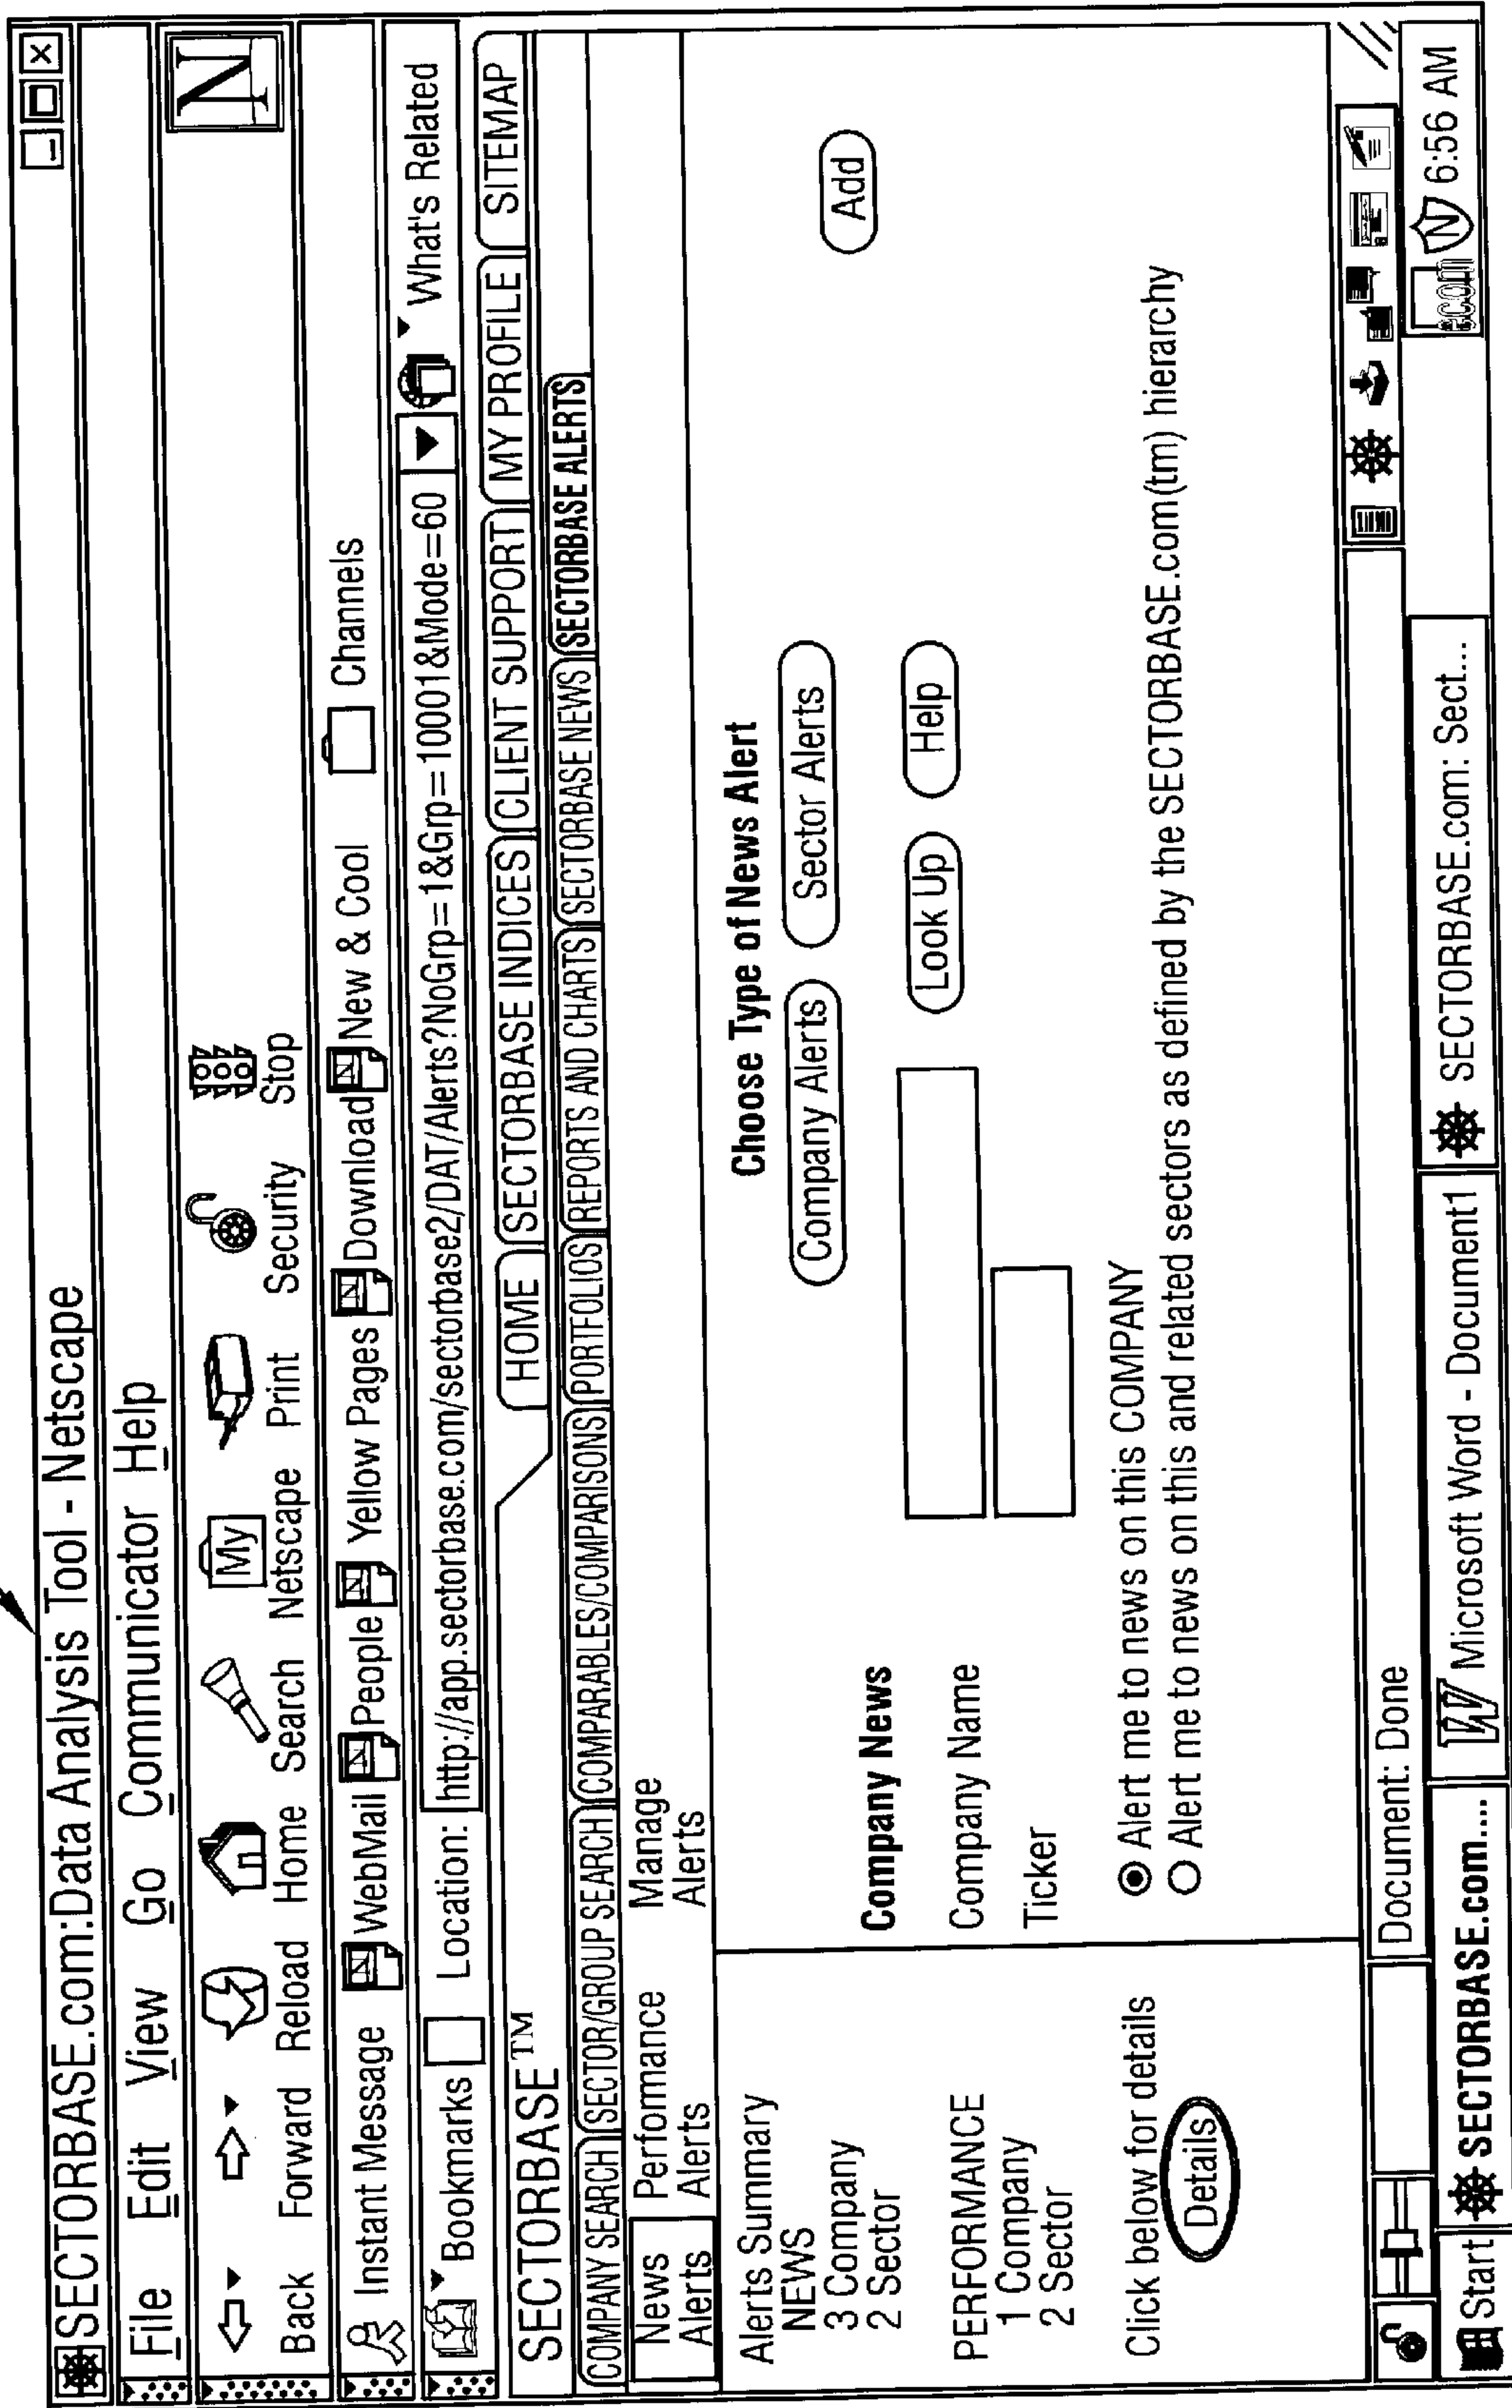 SECTORBASE.com:Data Analysis Tool - Netscape
File Edit View Go Communicator Help
N
My
Back Forward Reload Home Search Netscape Print Security Stop
Instant Message WebMail People Yellow Pages Download New & Cool Channels
Bookmarks Location: http://app.sectorbase.com/sectorbase2/DAT/Alerts?NoGrp=1&Grp=10001&Mode=60 What's Related
SECTORBASE™ HOME SECTORBASE INDICES CLIENT SUPPORT MY PROFILE SITEMAP
COMPANY SEARCH SECTOR/GROUP SEARCH COMPARABLES/COMPARISONS PORTFOLIOS REPORTS AND CHARTS SECTORBASE NEWS SECTORBASE ALERTS
News Performance Manage
Alerts Alerts Alerts
Alerts Summary
NEWS
3 Company
2 Sector
PERFORMANCE
1 Company
2 Sector
Click below for details
Details
Choose Type of News Alert
Company Alerts Sector Alerts
Company News Add
Company Name Look Up Help
Ticker
Alert me to news on this COMPANY
Alert me to news on this and related sectors as defined by the SECTORBASE.com(tm) hierarchy
Document: Done
Start SECTORBASE.com.... W Microsoft Word - Document1 SECTORBASE.com: Sect... ecom N 6:56 AM